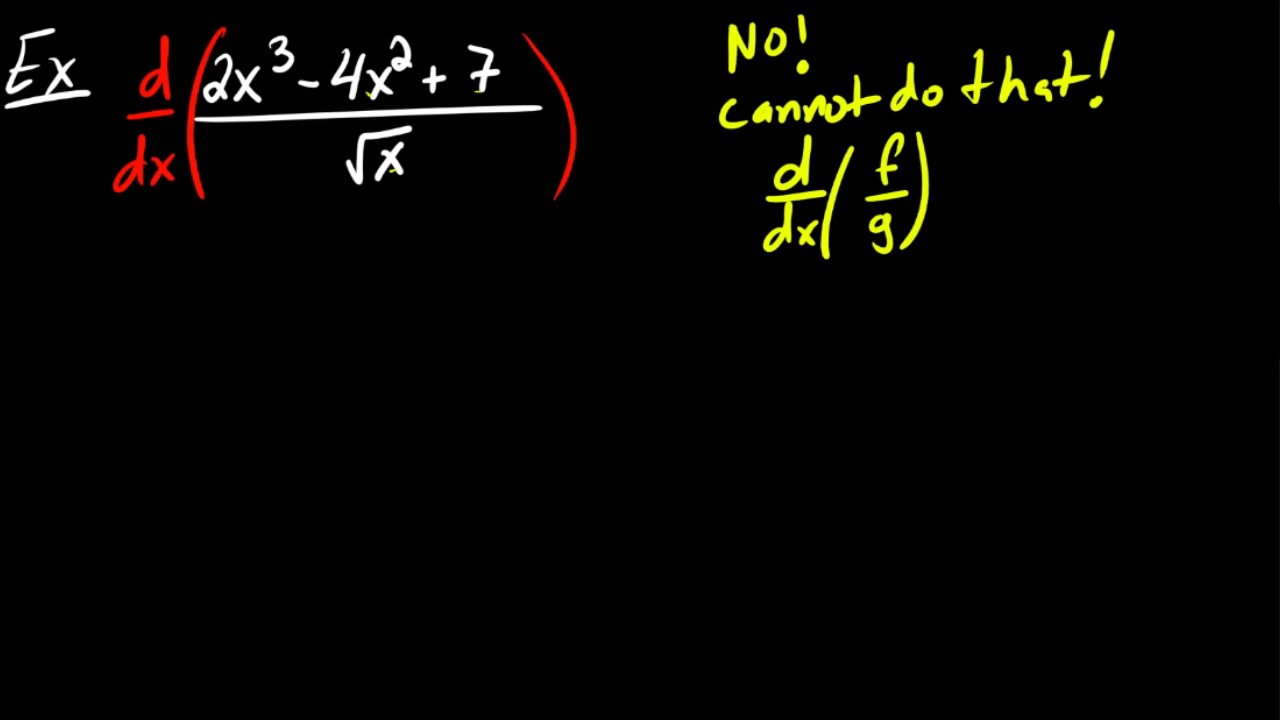 Ex d/dx (2x³ - 4x² + 7 / √x)
NO!
cannot do that!
d/dx (f/g)